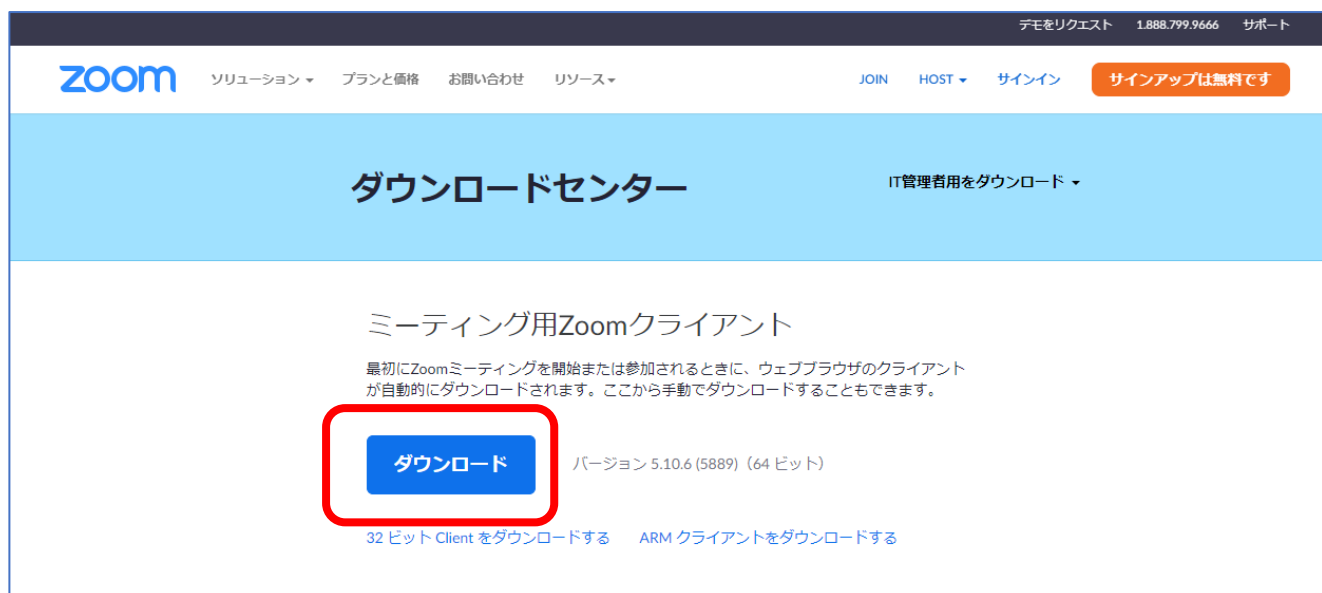 デモをリクエスト 1.888.799.9666 サポート
zoom ソリューション プランと価格 お問い合わせ リソース JOIN HOST サインイン サインアップは無料です
ダウンロードセンター IT管理者用をダウンロード
ミーティング用Zoomクライアント
最初にZoomミーティングを開始または参加されるときに、ウェブブラウザのクライアント
が自動的にダウンロードされます。ここから手動でダウンロードすることもできます。
ダウンロード バージョン 5.10.6 (5889)（64 ビット）
32 ビット Client をダウンロードする ARM クライアントをダウンロードする